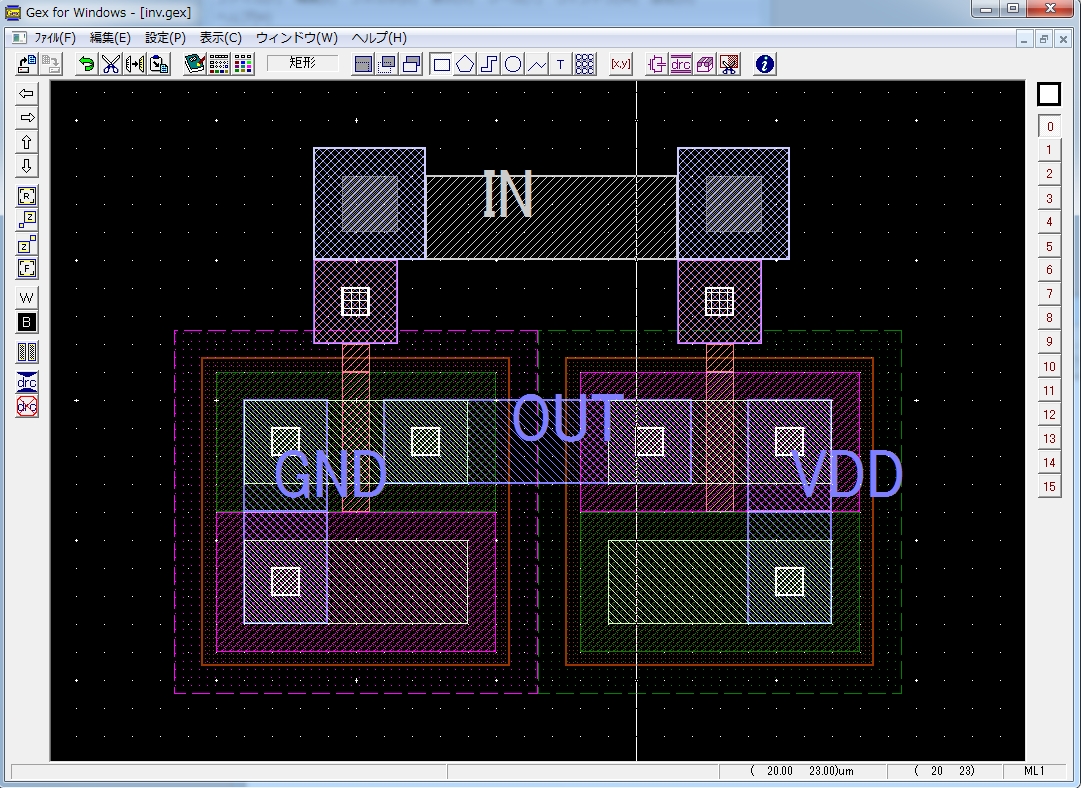 Gex for Windows - [inv.gex]
ファイル(F) 編集(E) 設定(P) 表示(C) ウィンドウ(W) ヘルプ(H)
矩形 T [x,y] drc i
R
Z
Z
F
W
B
drc
drc
IN
OUT
GND
VDD
0
1
2
3
4
5
6
7
8
9
10
11
12
13
14
15
( 20.00 23.00)um ( 20 23) ML1